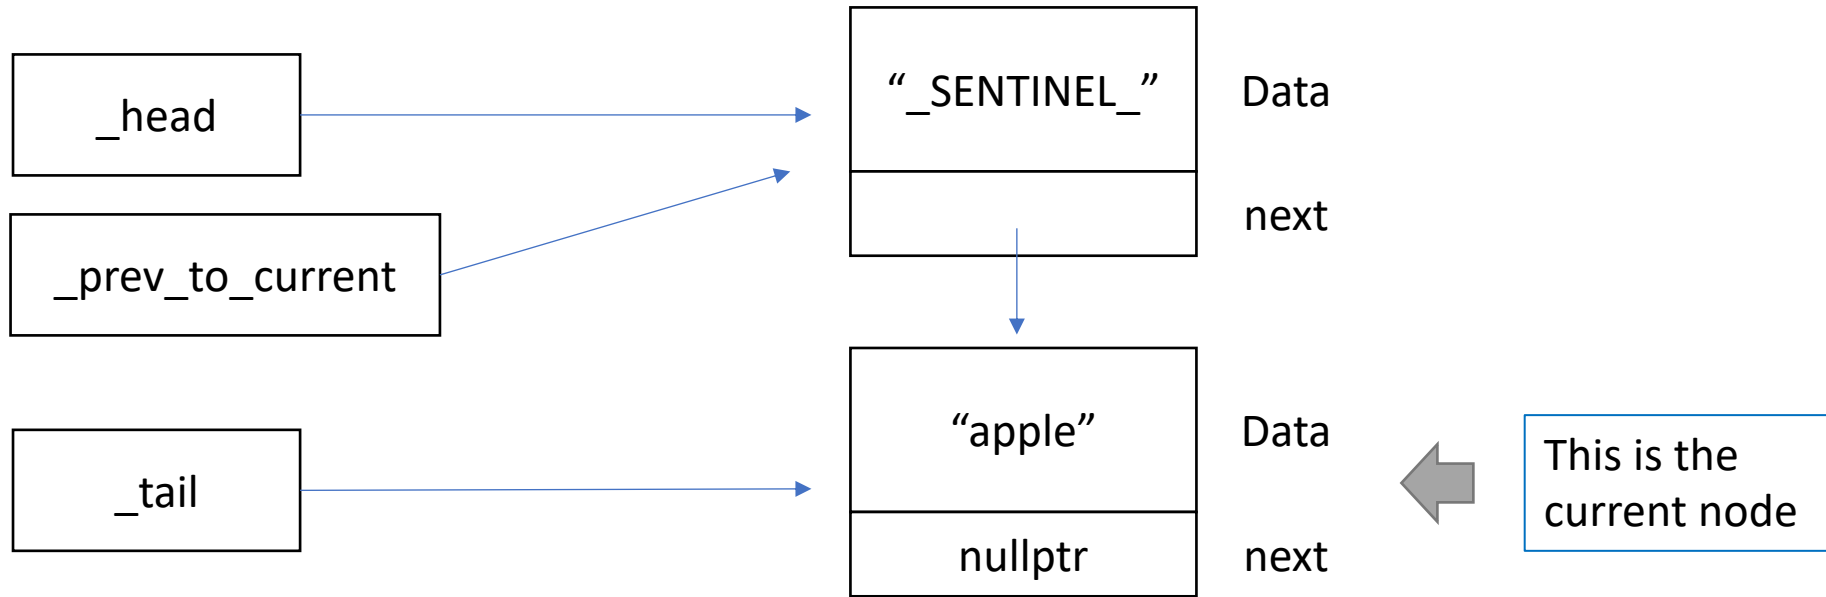 _head
“_SENTINEL_”
Data
next
_prev_to_current
_tail
“apple”
Data
nullptr
next
This is the
current node